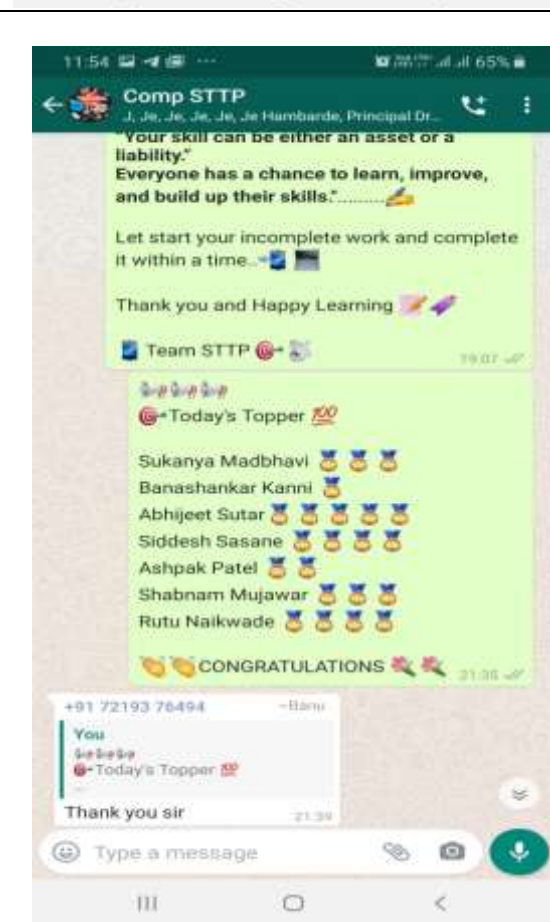 11:54 65%
Comp STTP
J, Je, Je, Je, Je, Je Hambarde, Principal Dr...
"Your skill can be either an asset or a
liability."
Everyone has a chance to learn, improve,
and build up their skills."..........✍️
Let start your incomplete work and complete
it within a time..
Thank you and Happy Learning
Team STTP
19:07
Today's Topper 💯
Sukanya Madbhavi 🏅 🏅 🏅
Banashankar Kanni 🏅
Abhijeet Sutar 🏅 🏅 🏅 🏅 🏅
Siddesh Sasane 🏅 🏅 🏅 🏅
Ashpak Patel 🏅 🏅
Shabnam Mujawar 🏅 🏅 🏅
Rutu Naikwade 🏅 🏅 🏅 🏅
👏 👏 CONGRATULATIONS 💐 💐
+91 72193 76494 ~Banu
You
Today's Topper 💯
...
Thank you sir 21:39
Type a message